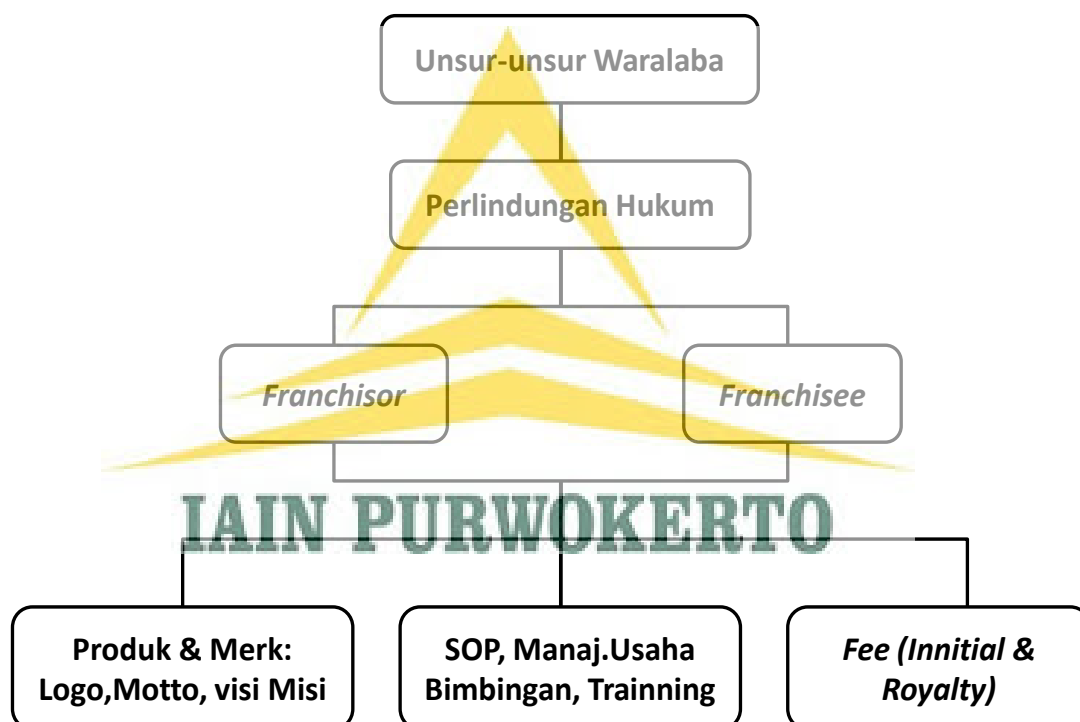 Unsur-unsur Waralaba
Perlindungan Hukum
Franchisor
Franchisee
IAIN PURWOKERTO
Produk & Merk:
Logo,Motto, visi Misi
SOP, Manaj.Usaha
Bimbingan, Trainning
Fee (Innitial &
Royalty)